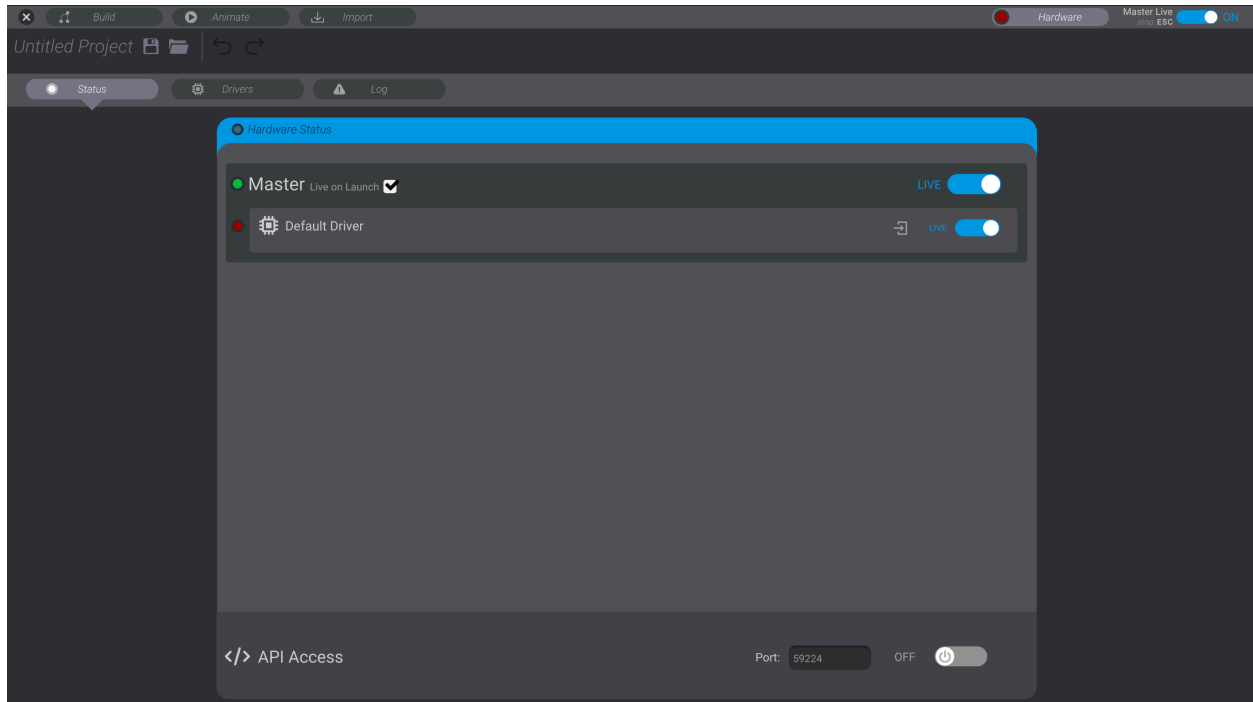 Build
Animate
Import
Hardware
Master Live
stop: ESC
ON
Untitled Project
Status
Drivers
Log
Hardware Status
Master Live on Launch
LIVE
Default Driver
LIVE
</> API Access
Port: 59224
OFF